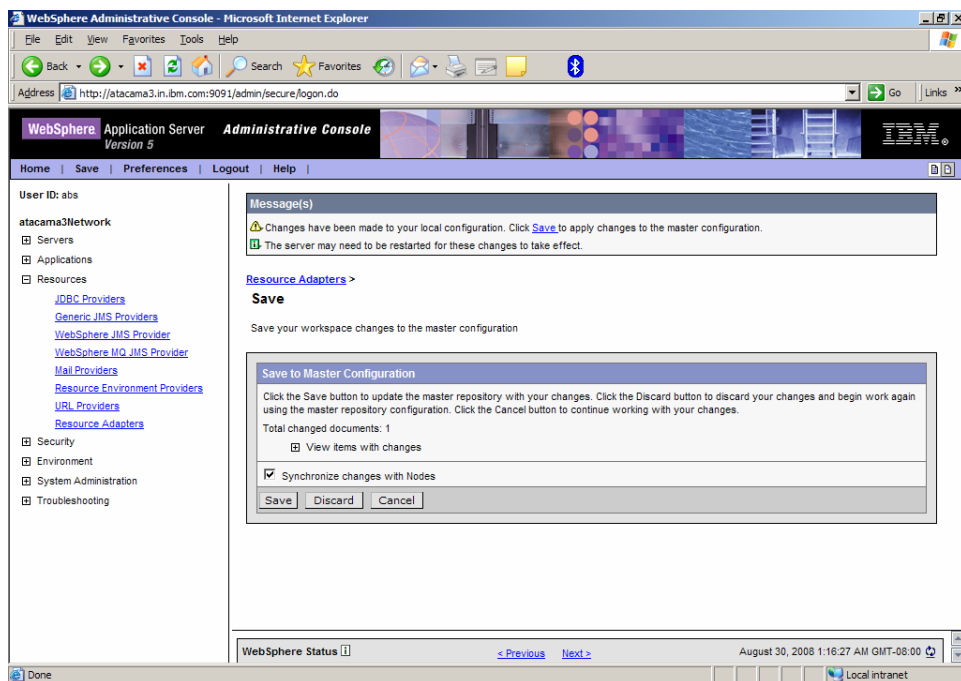 WebSphere Administrative Console - Microsoft Internet Explorer
File Edit View Favorites Tools Help
Back Search Favorites
Address http://atacama3.in.ibm.com:9091/admin/secure/logon.do Go Links »
WebSphere Application Server Administrative Console
Version 5
IBM.
Home | Save | Preferences | Logout | Help |
User ID: abs
atacama3Network
Servers
Applications
Resources
JDBC Providers
Generic JMS Providers
WebSphere JMS Provider
WebSphere MQ JMS Provider
Mail Providers
Resource Environment Providers
URL Providers
Resource Adapters
Security
Environment
System Administration
Troubleshooting
Message(s)
Changes have been made to your local configuration. Click Save to apply changes to the master configuration.
The server may need to be restarted for these changes to take effect.
Resource Adapters >
Save
Save your workspace changes to the master configuration
Save to Master Configuration
Click the Save button to update the master repository with your changes. Click the Discard button to discard your changes and begin work again
using the master repository configuration. Click the Cancel button to continue working with your changes.
Total changed documents: 1
View items with changes
Synchronize changes with Nodes
Save Discard Cancel
WebSphere Status i < Previous Next > August 30, 2008 1:16:27 AM GMT-08:00
Done Local intranet